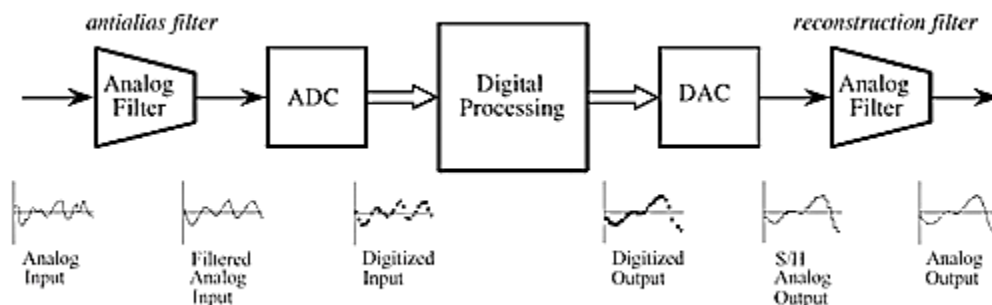 antialias filter
reconstruction filter
Analog
Filter
ADC
Digital
Processing
DAC
Analog
Filter
Analog
Input
Filtered
Analog
Input
Digitized
Input
Digitized
Output
S/H
Analog
Output
Analog
Output